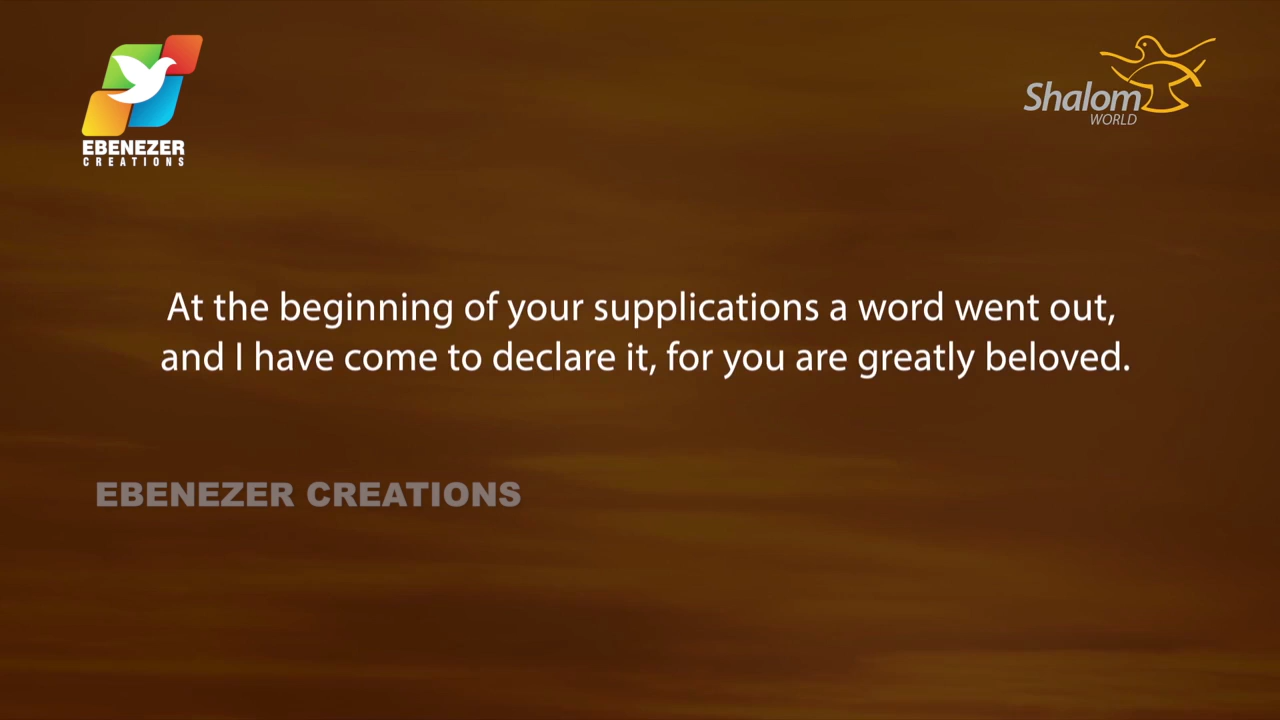 EBENEZER
CREATIONS
Shalom
WORLD
At the beginning of your supplications a word went out,
and I have come to declare it, for you are greatly beloved.
EBENEZER CREATIONS